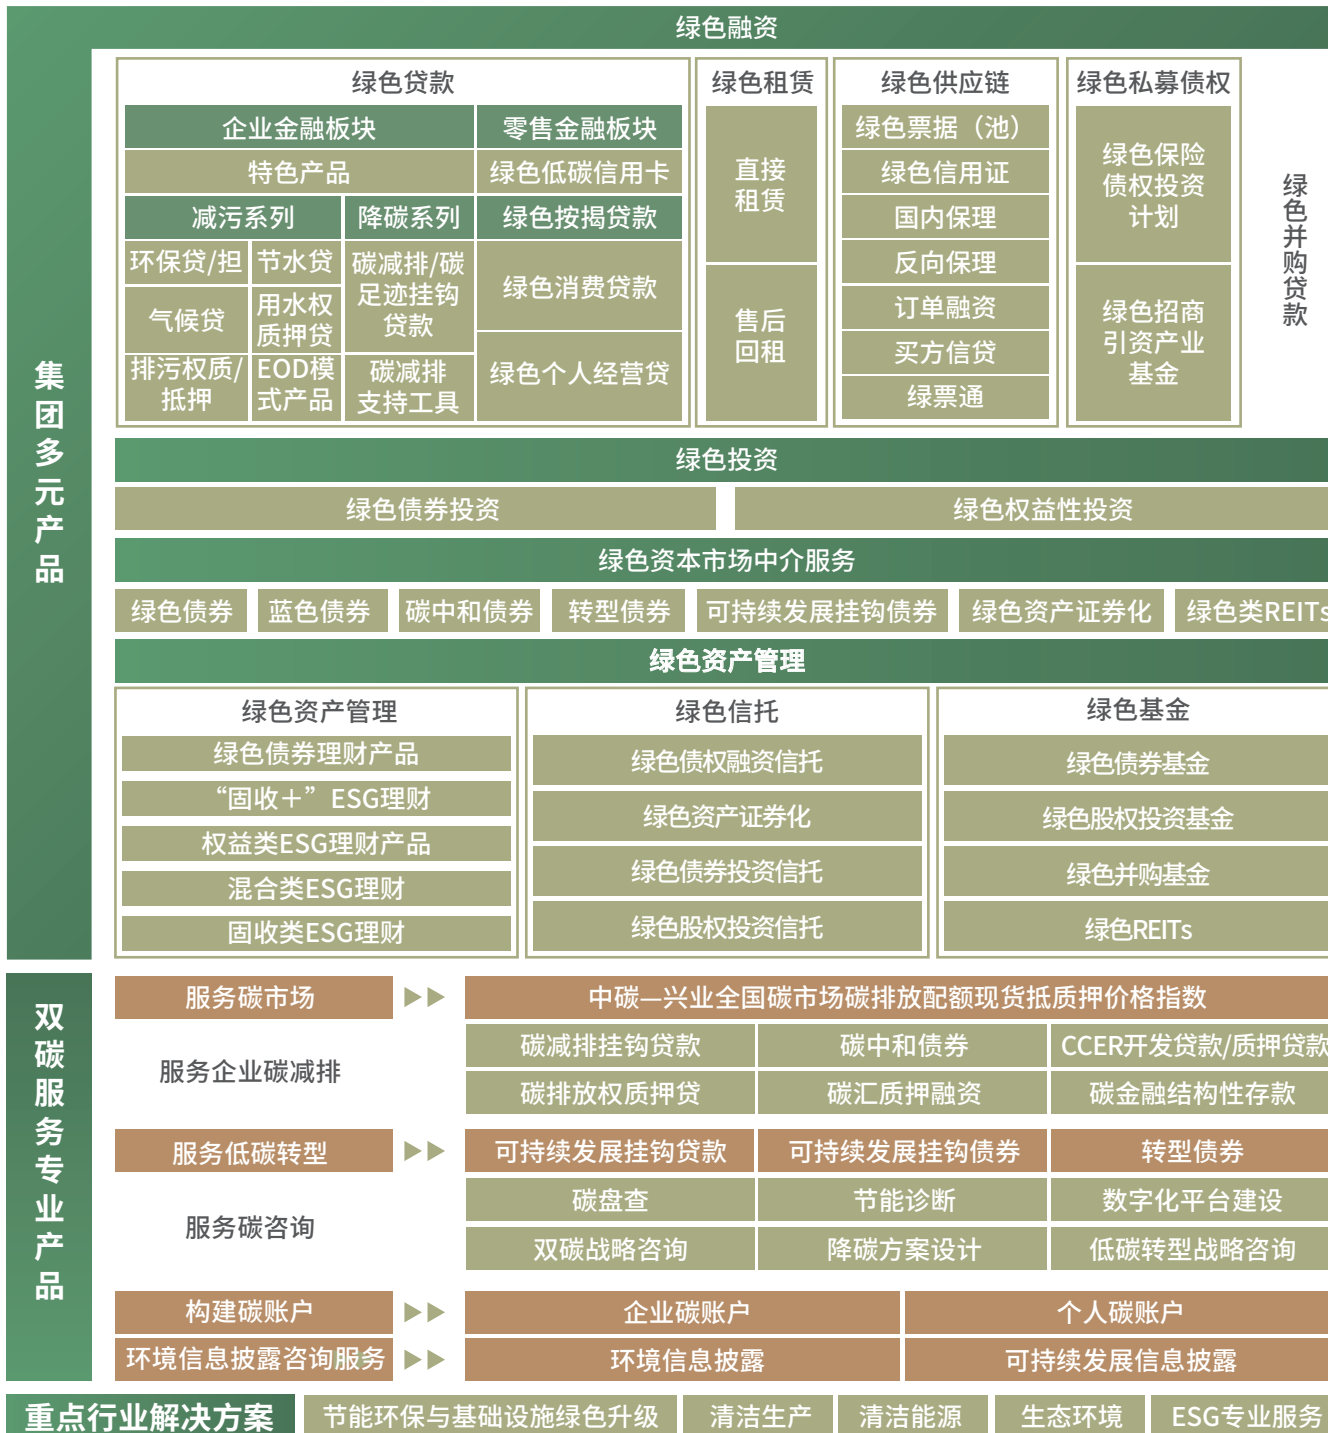 绿色融资
集团多元产品
绿色贷款
企业金融板块
零售金融板块
特色产品
绿色低碳信用卡
减污系列
降碳系列
绿色按揭贷款
环保贷/担
节水贷
碳减排/碳
足迹挂钩
贷款
绿色消费贷款
气候贷
用水权
质押贷
排污权质/
抵押
EOD模
式产品
碳减排
支持工具
绿色个人经营贷
绿色租赁
直接
租赁
售后
回租
绿色供应链
绿色票据（池）
绿色信用证
国内保理
反向保理
订单融资
买方信贷
绿票通
绿色私募债权
绿色保险
债权投资
计划
绿色招商
引资产业
基金
绿色并购贷款
绿色投资
绿色债券投资
绿色权益性投资
绿色资本市场中介服务
绿色债券
蓝色债券
碳中和债券
转型债券
可持续发展挂钩债券
绿色资产证券化
绿色类REITs
绿色资产管理
绿色资产管理
绿色债券理财产品
“固收＋”ESG理财
权益类ESG理财产品
混合类ESG理财
固收类ESG理财
绿色信托
绿色债权融资信托
绿色资产证券化
绿色债券投资信托
绿色股权投资信托
绿色基金
绿色债券基金
绿色股权投资基金
绿色并购基金
绿色REITs
双碳服务专业产品
服务碳市场
中碳—兴业全国碳市场碳排放配额现货抵质押价格指数
服务企业碳减排
碳减排挂钩贷款
碳中和债券
CCER开发贷款/质押贷款
碳排放权质押贷
碳汇质押融资
碳金融结构性存款
服务低碳转型
可持续发展挂钩贷款
可持续发展挂钩债券
转型债券
服务碳咨询
碳盘查
节能诊断
数字化平台建设
双碳战略咨询
降碳方案设计
低碳转型战略咨询
构建碳账户
企业碳账户
个人碳账户
环境信息披露咨询服务
环境信息披露
可持续发展信息披露
重点行业解决方案
节能环保与基础设施绿色升级
清洁生产
清洁能源
生态环境
ESG专业服务